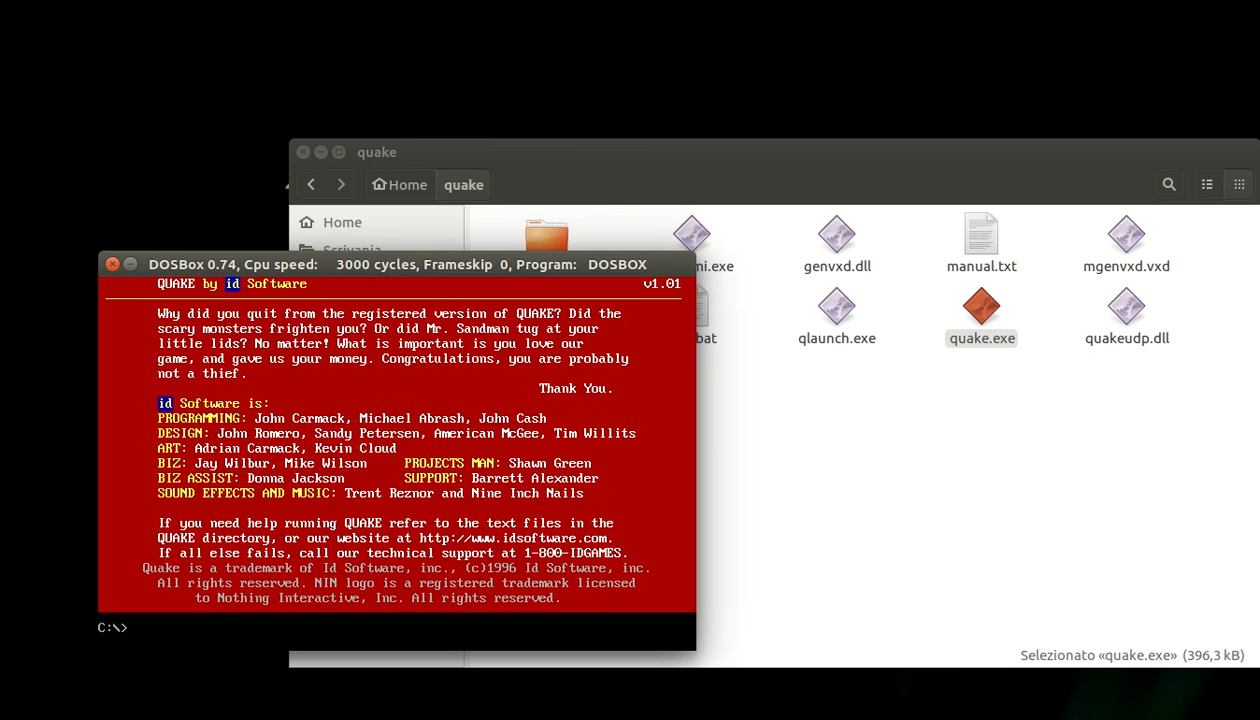 quake
Home
quake
Home
Scrivania
mi.exe
genvxd.dll
manual.txt
mgenvxd.vxd
bat
qlaunch.exe
quake.exe
quakeudp.dll
Selezionato «quake.exe» (396,3 kB)
DOSBox 0.74, Cpu speed: 3000 cycles, Frameskip 0, Program: DOSBOX
QUAKE by id Software v1.01
Why did you quit from the registered version of QUAKE? Did the
scary monsters frighten you? Or did Mr. Sandman tug at your
little lids? No matter! What is important is you love our
game, and gave us your money. Congratulations, you are probably
not a thief.
Thank You.
id Software is:
PROGRAMMING: John Carmack, Michael Abrash, John Cash
DESIGN: John Romero, Sandy Petersen, American McGee, Tim Willits
ART: Adrian Carmack, Kevin Cloud
BIZ: Jay Wilbur, Mike Wilson PROJECTS MAN: Shawn Green
BIZ ASSIST: Donna Jackson SUPPORT: Barrett Alexander
SOUND EFFECTS AND MUSIC: Trent Reznor and Nine Inch Nails
If you need help running QUAKE refer to the text files in the
QUAKE directory, or our website at http://www.idsoftware.com.
If all else fails, call our technical support at 1-800-IDGAMES.
Quake is a trademark of Id Software, inc., (c)1996 Id Software, inc.
All rights reserved. NIN logo is a registered trademark licensed
to Nothing Interactive, Inc. All rights reserved.
C:\>